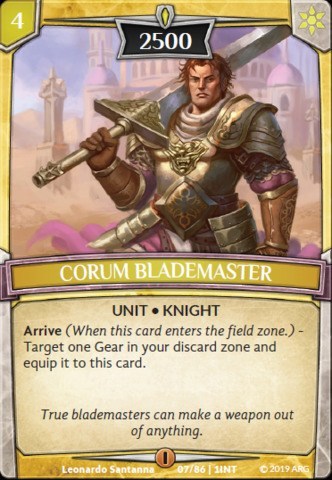 4
2500
CORUM BLADEMASTER
UNIT • KNIGHT
Arrive (When this card enters the field zone.) -
Target one Gear in your discard zone and
equip it to this card.
True blademasters can make a weapon out
of anything.
I
Leonardo Santanna 07/86 | 1INT © 2019 ARG